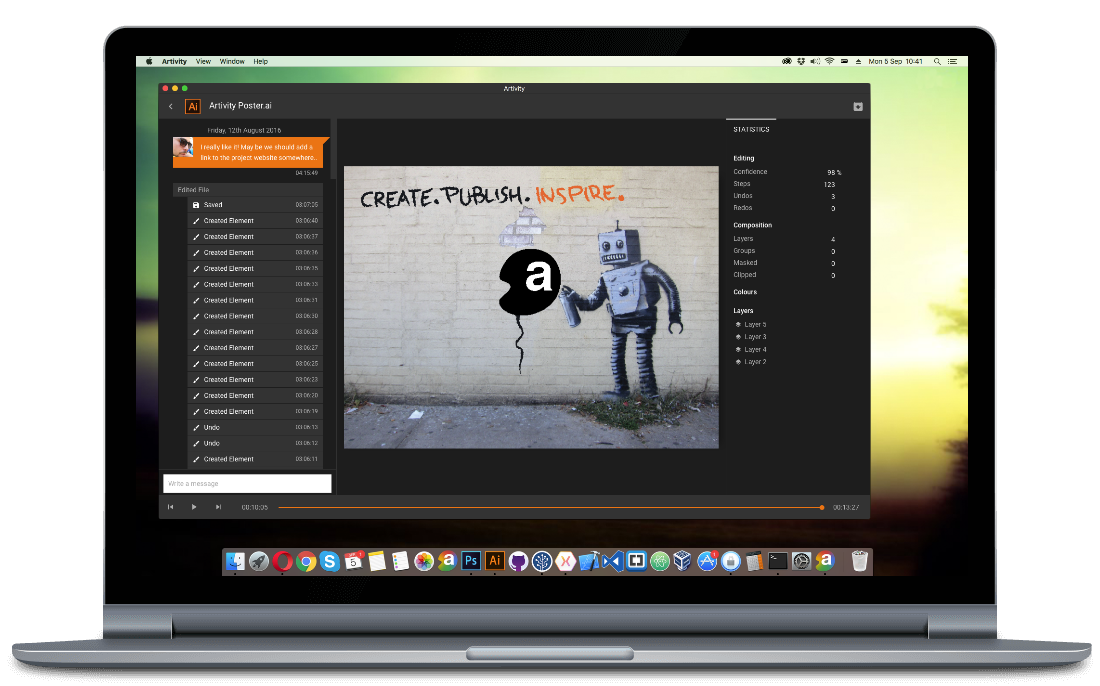 Artivity View Window Help Mon 5 Sep 10:41
Artivity
Ai Artivity Poster.ai
Friday, 12th August 2016
I really like it! May be we should add a
link to the project website somewhere..
04:15:49
Edited File
Saved 03:07:05
Created Element 03:06:40
Created Element 03:06:37
Created Element 03:06:36
Created Element 03:06:35
Created Element 03:06:33
Created Element 03:06:31
Created Element 03:06:30
Created Element 03:06:28
Created Element 03:06:27
Created Element 03:06:25
Created Element 03:06:23
Created Element 03:06:20
Created Element 03:06:19
Undo 03:06:13
Undo 03:06:12
Created Element 03:06:11
Write a message
00:10:05
00:13:27
CREATE. PUBLISH. INSPIRE.
a
STATISTICS
Editing
Confidence 98 %
Steps 123
Undos 3
Redos 0
Composition
Layers 4
Groups 0
Masked 0
Clipped 0
Colours
Layers
Layer 5
Layer 3
Layer 4
Layer 2
5 a Ps Ai a